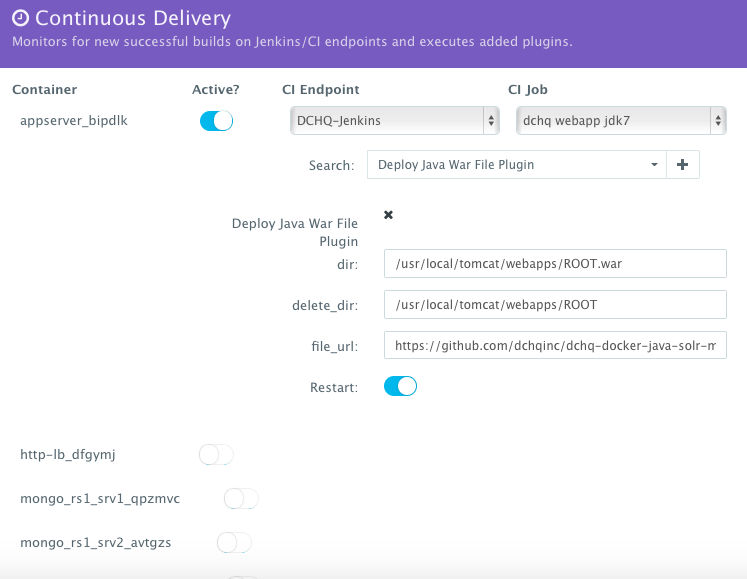 Continuous Delivery
Monitors for new successful builds on Jenkins/CI endpoints and executes added plugins.
Container Active? CI Endpoint CI Job
appserver_bipdlk DCHQ-Jenkins dchq webapp jdk7
Search: Deploy Java War File Plugin
Deploy Java War File
Plugin
dir: /usr/local/tomcat/webapps/ROOT.war
delete_dir: /usr/local/tomcat/webapps/ROOT
file_url: https://github.com/dchqinc/dchq-docker-java-solr-m
Restart:
http-lb_dfgymj
mongo_rs1_srv1_qpzmvc
mongo_rs1_srv2_avtgzs